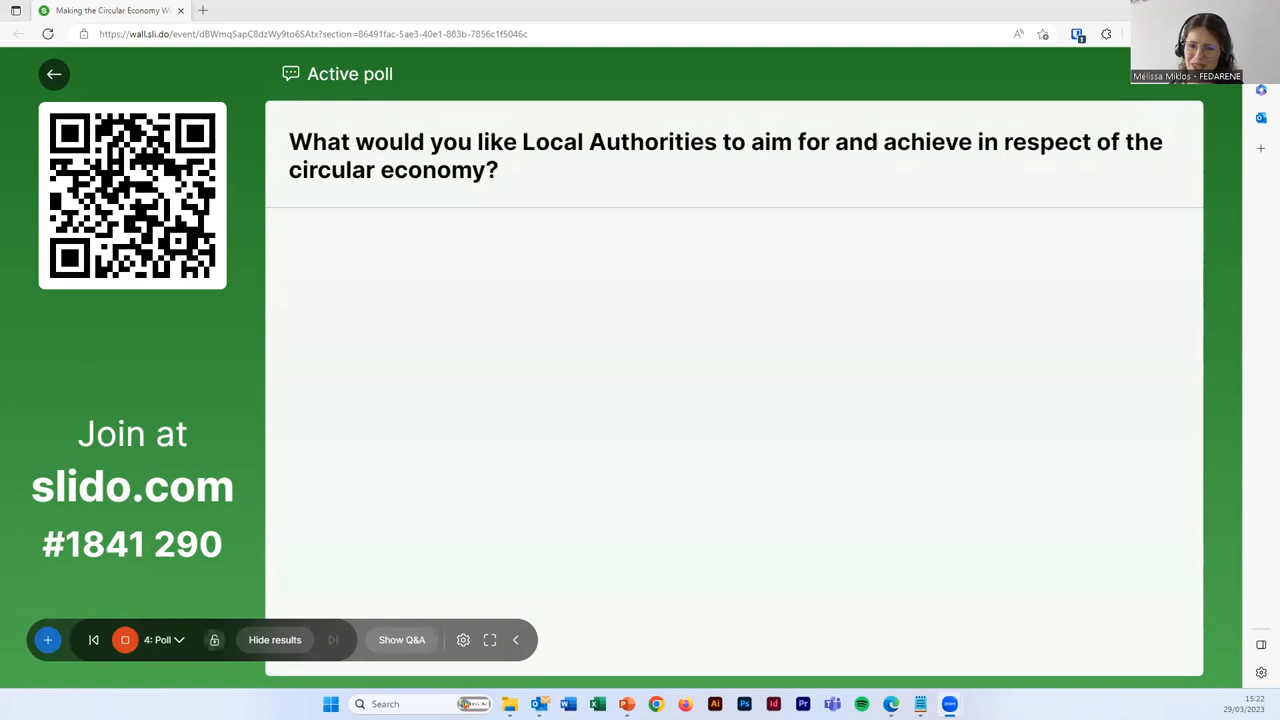 Making the Circular Economy W
https://wall.sli.do/event/dBWmqSapC8dzWy9to6SAtx?section=86491fac-5ae3-40e1-883b-7856c1f5046c
Mélissa Miklos - FEDARENE
Active poll
What would you like Local Authorities to aim for and achieve in respect of the
circular economy?
Join at
slido.com
#1841 290
4: Poll
Hide results
Show Q&A
Search
15:22
29/03/2023